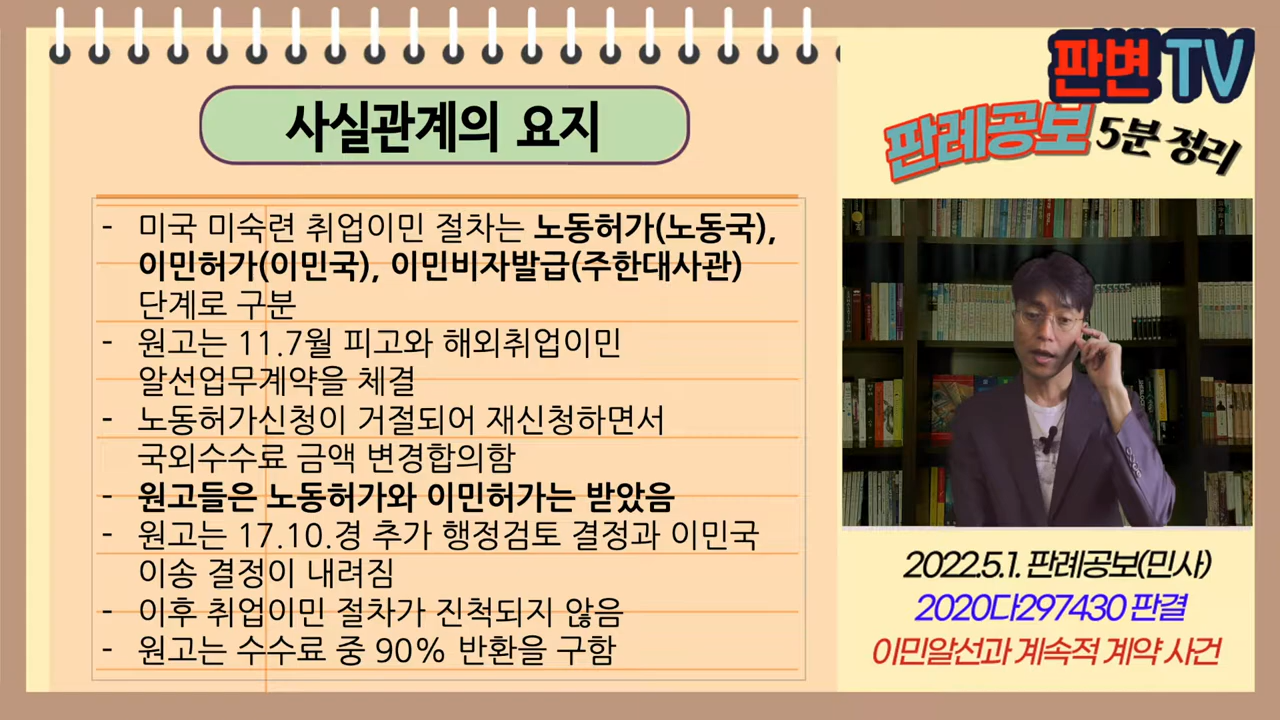 사실관계의 요지
- 미국 미숙련 취업이민 절차는 노동허가(노동국),
이민허가(이민국), 이민비자발급(주한대사관)
단계로 구분
- 원고는 11.7월 피고와 해외취업이민
알선업무계약을 체결
- 노동허가신청이 거절되어 재신청하면서
국외수수료 금액 변경합의함
- 원고들은 노동허가와 이민허가는 받았음
- 원고는 17.10.경 추가 행정검토 결정과 이민국
이송 결정이 내려짐
- 이후 취업이민 절차가 진척되지 않음
- 원고는 수수료 중 90% 반환을 구함
판변 TV
판례공보 5분 정리
2022.5.1. 판례공보(민사)
2020다297430 판결
이민알선과 계속적 계약 사건